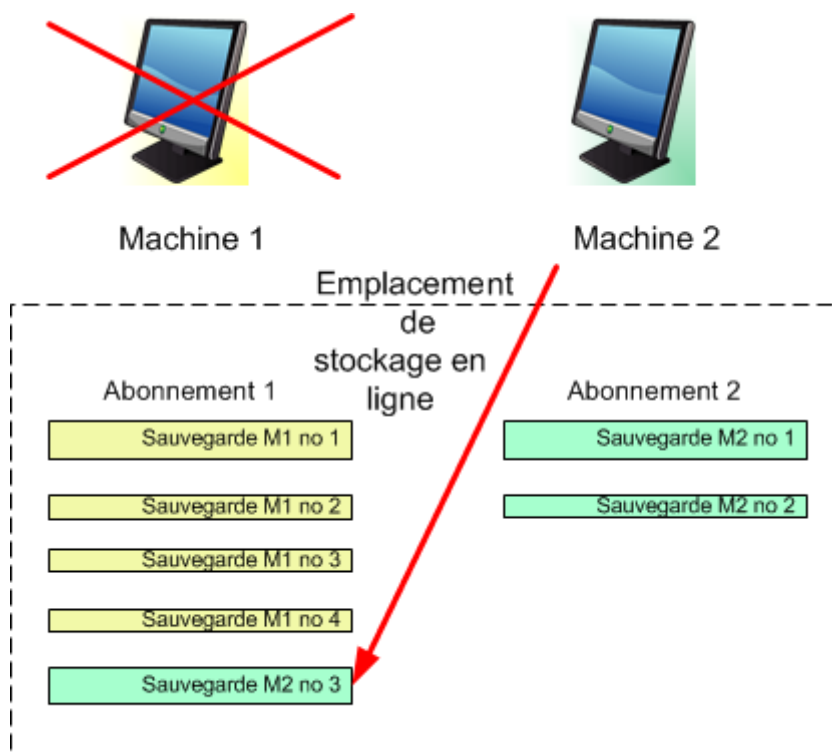 Machine 1
Machine 2
Emplacement
de
stockage en
ligne
Abonnement 1
Sauvegarde M1 no 1
Sauvegarde M1 no 2
Sauvegarde M1 no 3
Sauvegarde M1 no 4
Sauvegarde M2 no 3
Abonnement 2
Sauvegarde M2 no 1
Sauvegarde M2 no 2